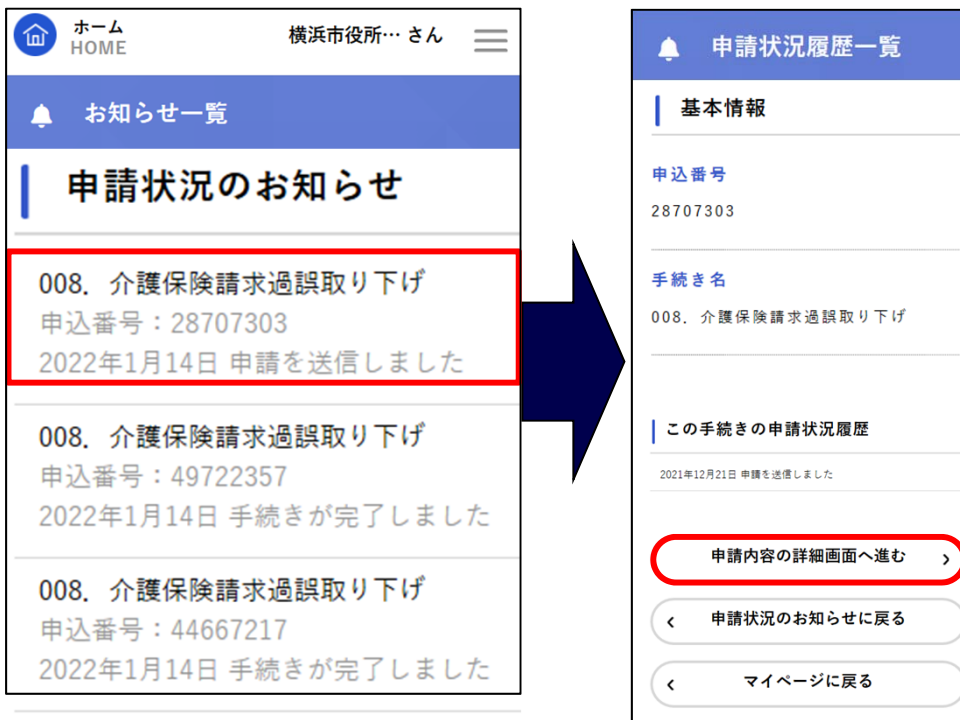 ホーム
HOME
横浜市役所… さん
お知らせ一覧
申請状況のお知らせ
008．介護保険請求過誤取り下げ
申込番号：28707303
2022年1月14日 申請を送信しました
008．介護保険請求過誤取り下げ
申込番号：49722357
2022年1月14日 手続きが完了しました
008．介護保険請求過誤取り下げ
申込番号：44667217
2022年1月14日 手続きが完了しました
申請状況履歴一覧
基本情報
申込番号
28707303
手続き名
008．介護保険請求過誤取り下げ
この手続きの申請状況履歴
2021年12月21日 申請を送信しました
申請内容の詳細画面へ進む
申請状況のお知らせに戻る
マイページに戻る